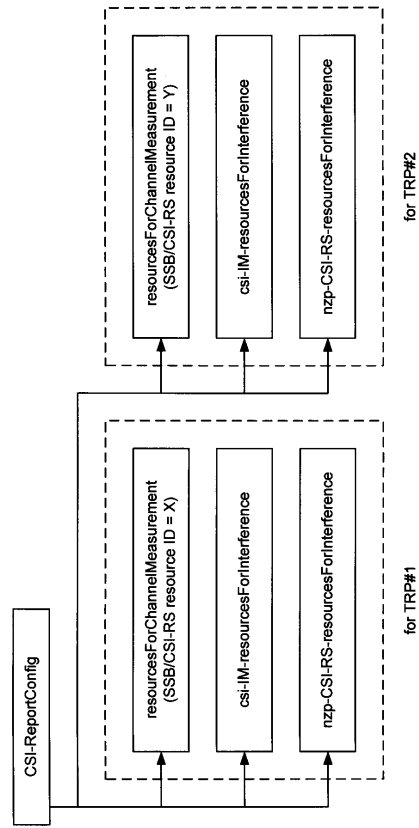 CSI-ReportConfig
resourcesForChannelMeasurement
(SSB/CSI-RS resource ID = X)
csi-IM-resourcesForInterference
nzp-CSI-RS-resourcesForInterference
for TRP#1
resourcesForChannelMeasurement
(SSB/CSI-RS resource ID = Y)
csi-IM-resourcesForInterference
nzp-CSI-RS-resourcesForInterference
for TRP#2